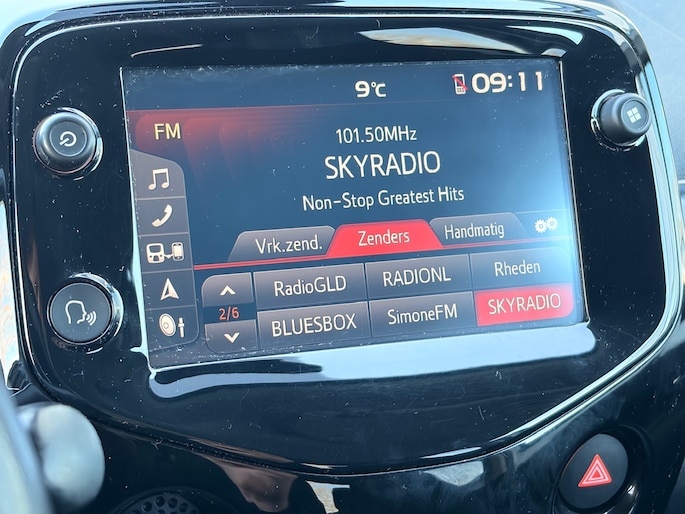 9°C 09:11
FM
101.50MHz
SKYRADIO
Non-Stop Greatest Hits
Vrk.zend. Zenders Handmatig
RadioGLD RADIONL Rheden
2/6
BLUESBOX SimoneFM SKYRADIO